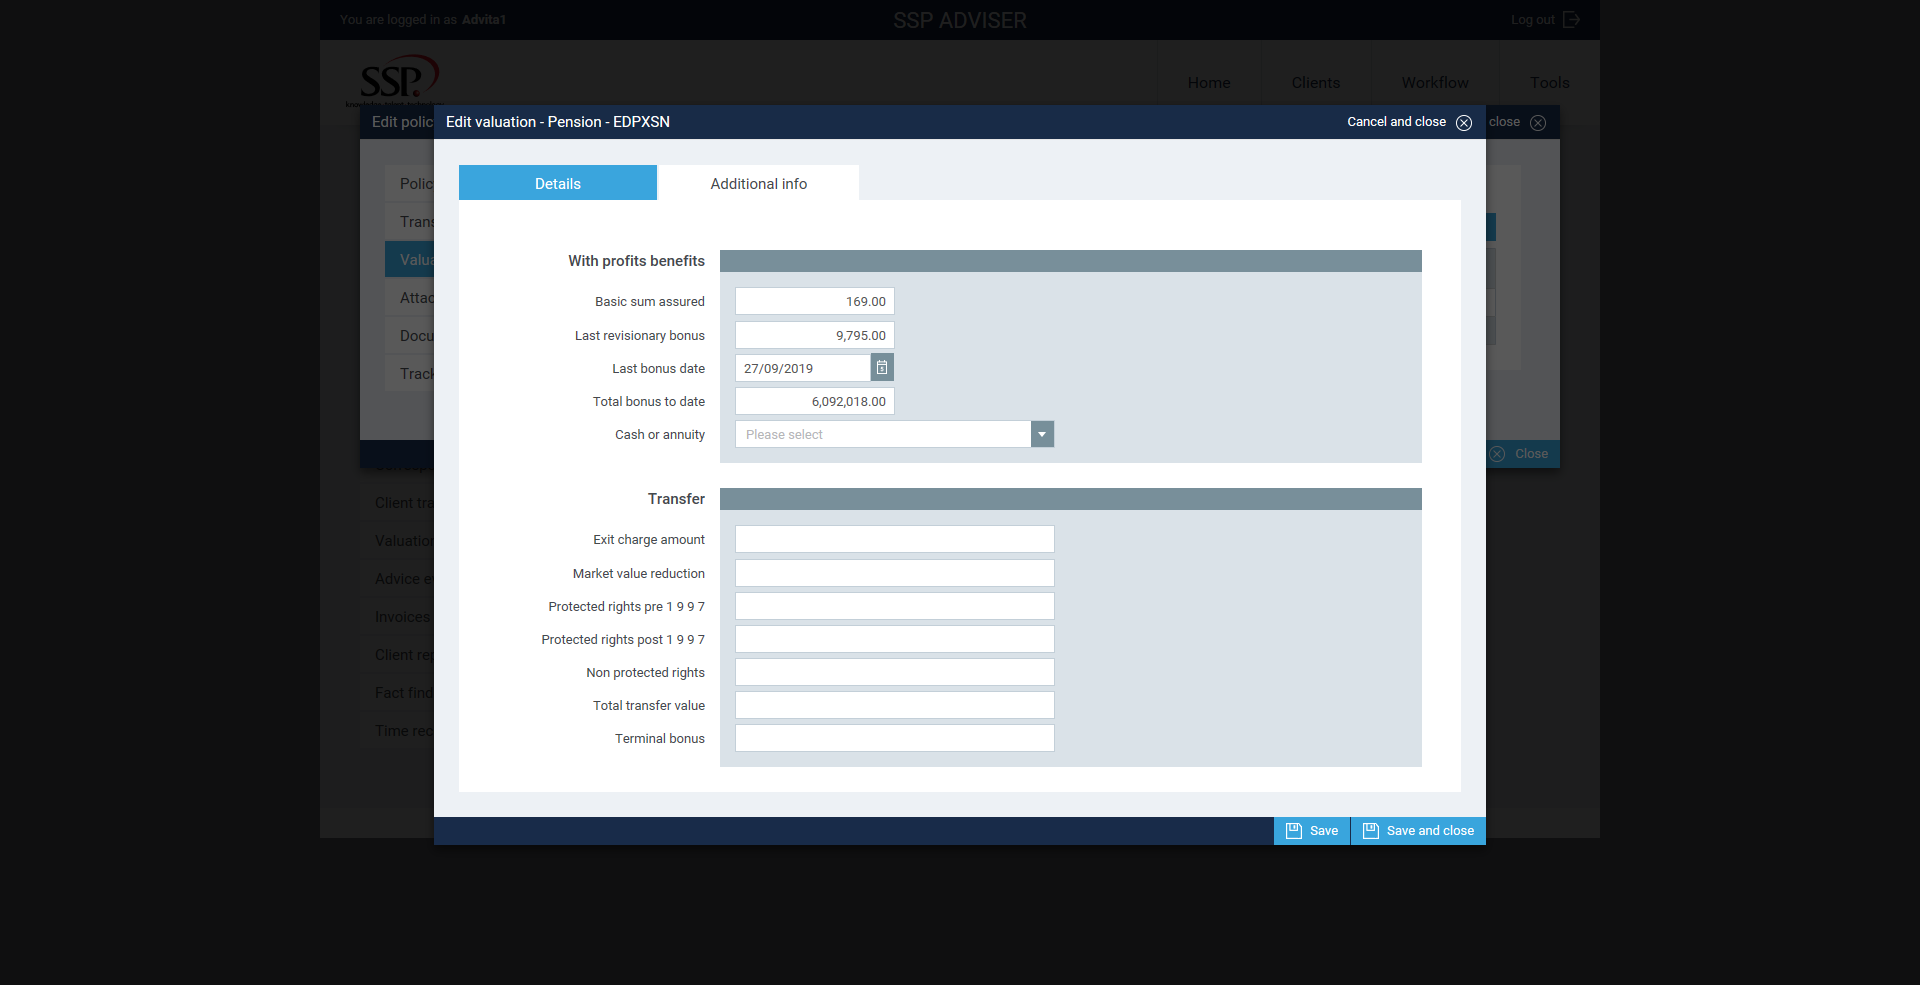 You are logged in as Advita1
SSP ADVISER
Log out
SSP.
Home
Clients
Workflow
Tools
Edit polic
Edit valuation - Pension - EDPXSN
Cancel and close
close
Polic
Trans
Valua
Attac
Docu
Track
Details
Additional info
With profits benefits
Basic sum assured
169.00
Last revisionary bonus
9,795.00
Last bonus date
27/09/2019
Total bonus to date
6,092,018.00
Cash or annuity
Please select
Transfer
Exit charge amount
Market value reduction
Protected rights pre 1 9 9 7
Protected rights post 1 9 9 7
Non protected rights
Total transfer value
Terminal bonus
Close
Client tra
Valuation
Advice e
Invoices
Client rep
Fact find
Time rec
Save
Save and close